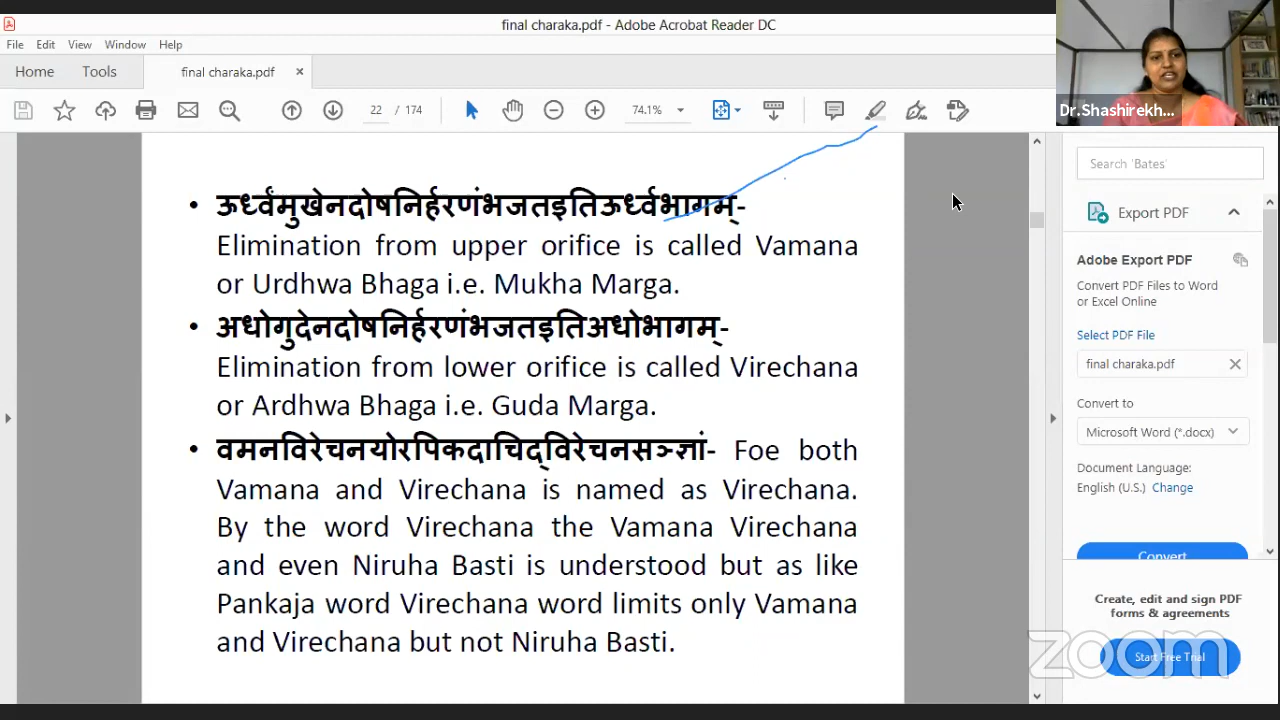 final charaka.pdf - Adobe Acrobat Reader DC
File Edit View Window Help
Home Tools final charaka.pdf ×
22 / 174 74.1%
Dr.Shashirekh...
• ऊर्ध्वंमुखेनदोषनिर्हरणंभजतइतिऊर्ध्वभागम्-
Elimination from upper orifice is called Vamana
or Urdhwa Bhaga i.e. Mukha Marga.
• अधोगुदेनदोषनिर्हरणंभजतइतिअधोभागम्-
Elimination from lower orifice is called Virechana
or Ardhwa Bhaga i.e. Guda Marga.
• वमनविरेचनयोरपिकदाचिद्विरेचनसञ्ज्ञां- Foe both
Vamana and Virechana is named as Virechana.
By the word Virechana the Vamana Virechana
and even Niruha Basti is understood but as like
Pankaja word Virechana word limits only Vamana
and Virechana but not Niruha Basti.
Search 'Bates'
Export PDF
Adobe Export PDF
Convert PDF Files to Word
or Excel Online
Select PDF File
final charaka.pdf
Convert to
Microsoft Word (*.docx)
Document Language:
English (U.S.) Change
Convert
Create, edit and sign PDF
forms & agreements
Start Free Trial
zoom